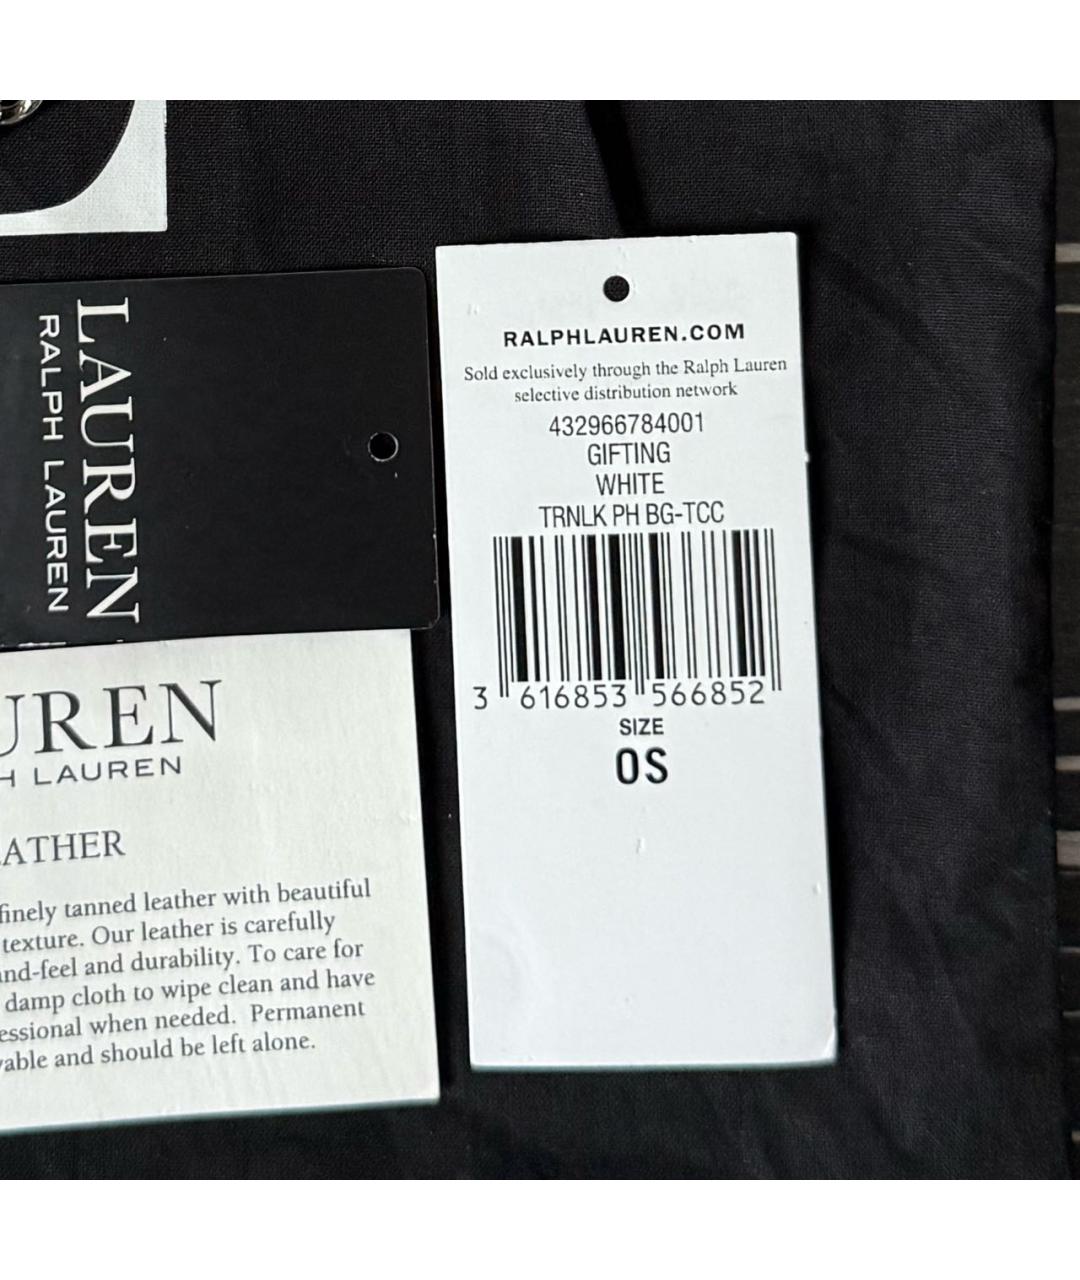 LAUREN
RALPH LAUREN
RALPHLAUREN.COM
Sold exclusively through the Ralph Lauren
selective distribution network
432966784001
GIFTING
WHITE
TRNLK PH BG-TCC
3 616853 566852
SIZE
OS
UREN
H LAUREN
EATHER
finely tanned leather with beautiful
texture. Our leather is carefully
nd-feel and durability. To care for
damp cloth to wipe clean and have
essional when needed. Permanent
vable and should be left alone.